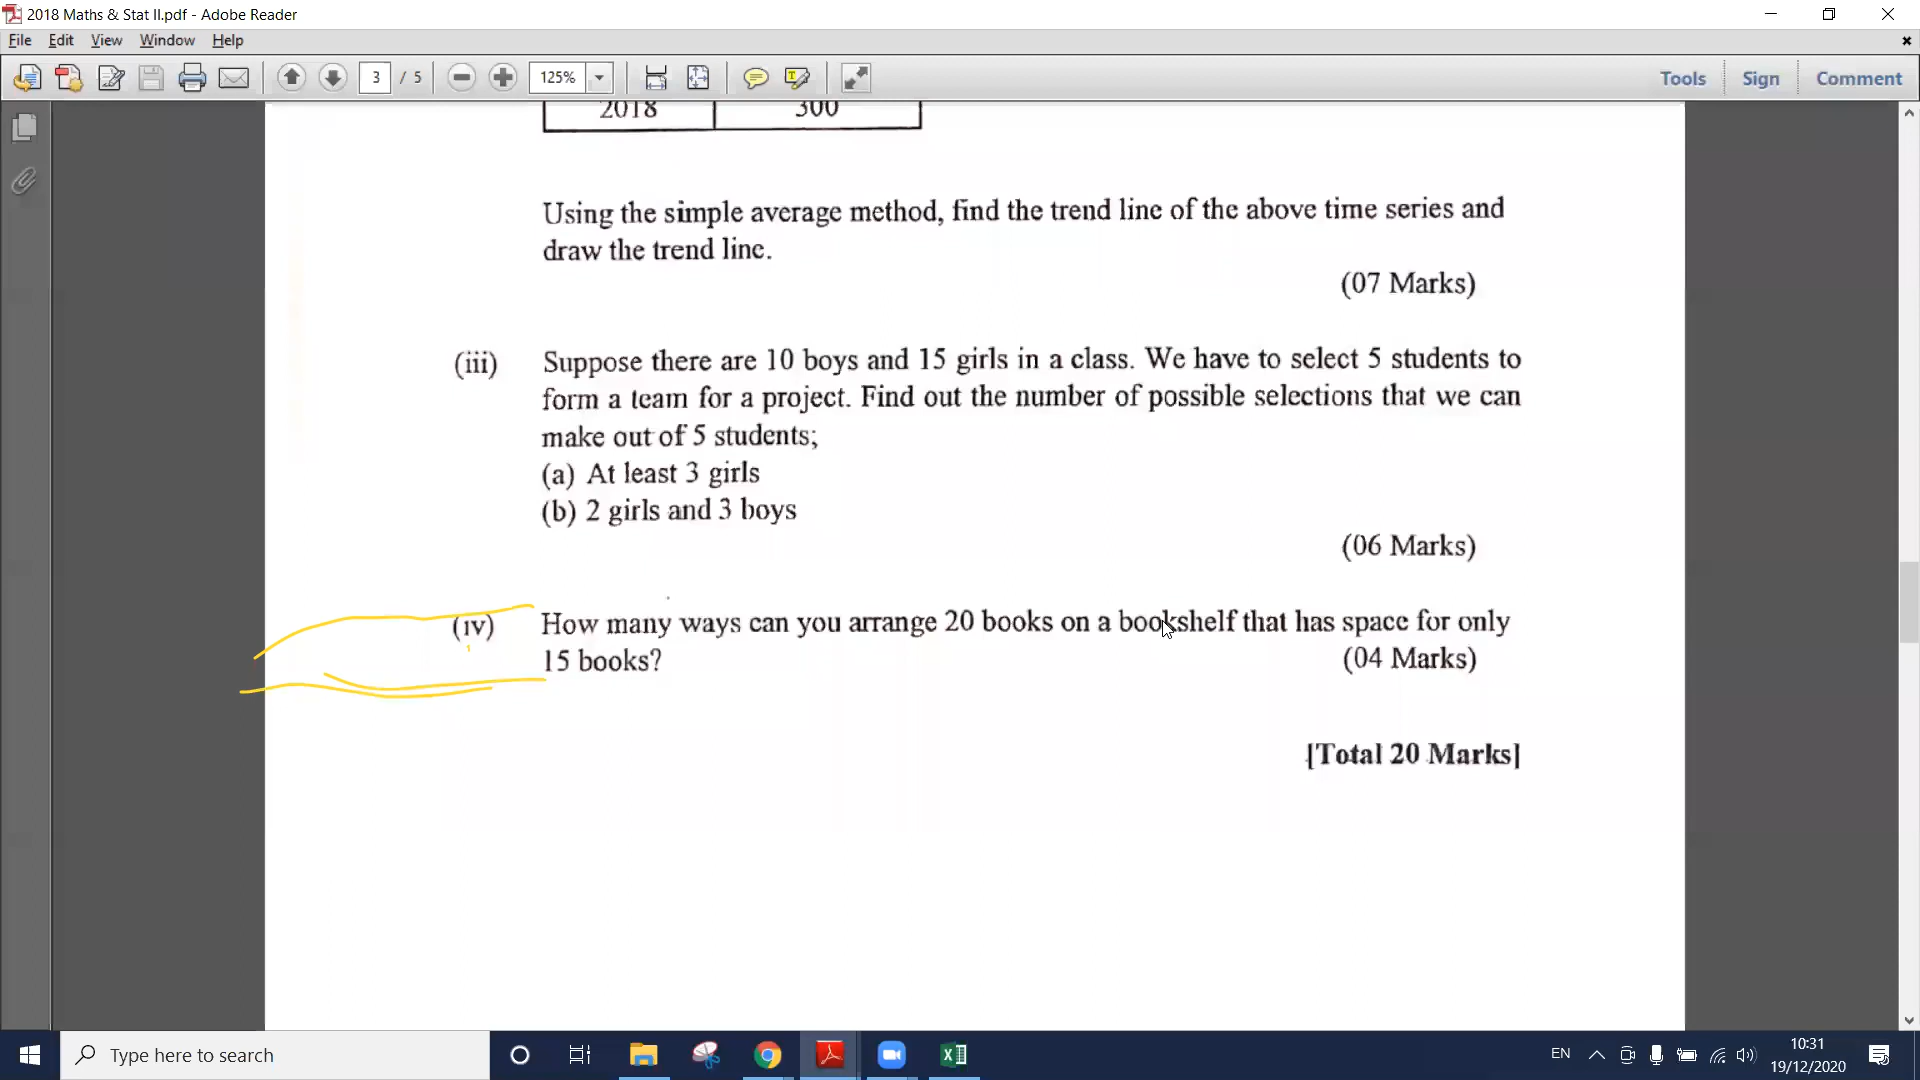 2018 Maths & Stat II.pdf - Adobe Reader
File Edit View Window Help
3 / 5 125% Tools Sign Comment
2018 300
Using the simple average method, find the trend line of the above time series and
draw the trend line.
(07 Marks)
(iii) Suppose there are 10 boys and 15 girls in a class. We have to select 5 students to
form a team for a project. Find out the number of possible selections that we can
make out of 5 students;
(a) At least 3 girls
(b) 2 girls and 3 boys
(06 Marks)
(iv) How many ways can you arrange 20 books on a bookshelf that has space for only
15 books? (04 Marks)
[Total 20 Marks]
Type here to search
EN
10:31
19/12/2020